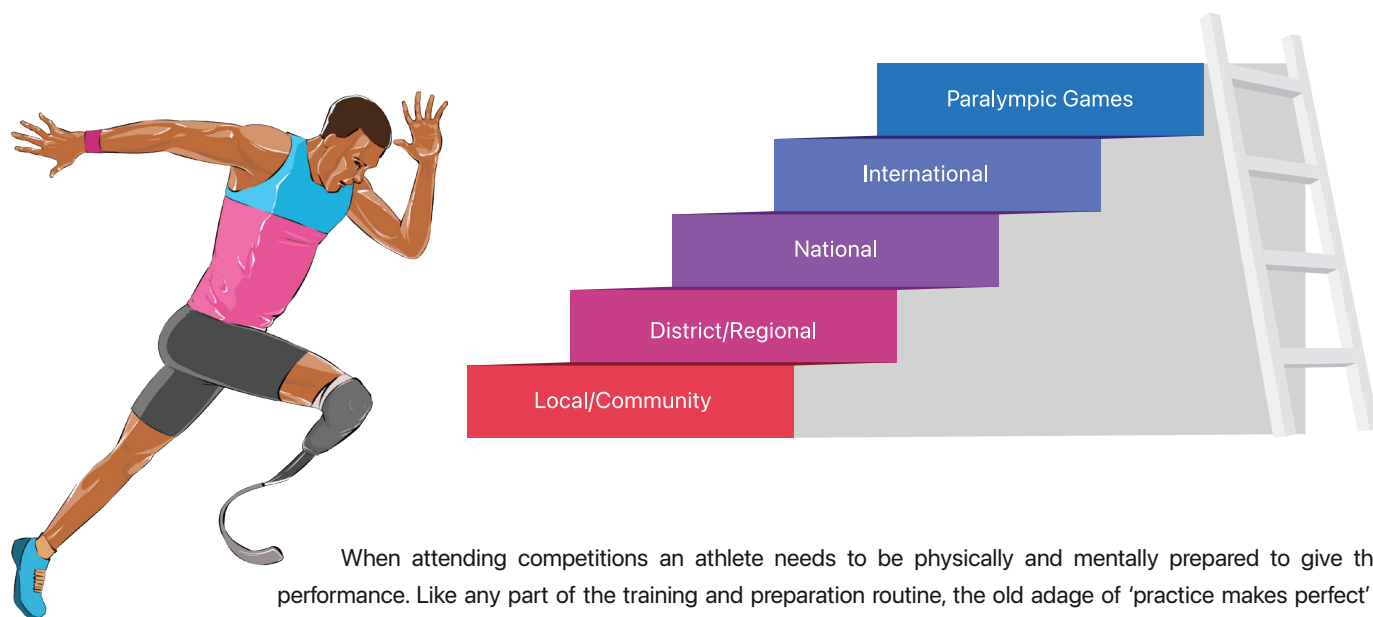 Paralympic Games
International
National
District/Regional
Local/Community
When attending competitions an athlete needs to be physically and mentally prepared to give
performance. Like any part of the training and preparation routine, the old adage of ‘practice makes perfect’